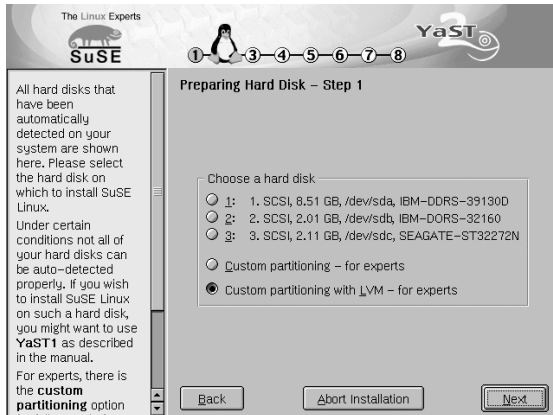 The Linux Experts
SuSE
YaST2
1 3 4 5 6 7 8
All hard disks that
have been
automatically
detected on your
system are shown
here. Please select
the hard disk on
which to install SuSE
Linux.
Under certain
conditions not all of
your hard disks can
be auto-detected
properly. If you wish
to install SuSE Linux
on such a hard disk,
you might want to use
YaST1 as described
in the manual.
For experts, there is
the custom
partitioning option
Preparing Hard Disk – Step 1
Choose a hard disk
1: 1. SCSI, 8.51 GB, /dev/sda, IBM-DDRS-39130D
2: 2. SCSI, 2.01 GB, /dev/sdb, IBM-DORS-32160
3: 3. SCSI, 2.11 GB, /dev/sdc, SEAGATE-ST32272N
Custom partitioning – for experts
Custom partitioning with LVM – for experts
Back
Abort Installation
Next